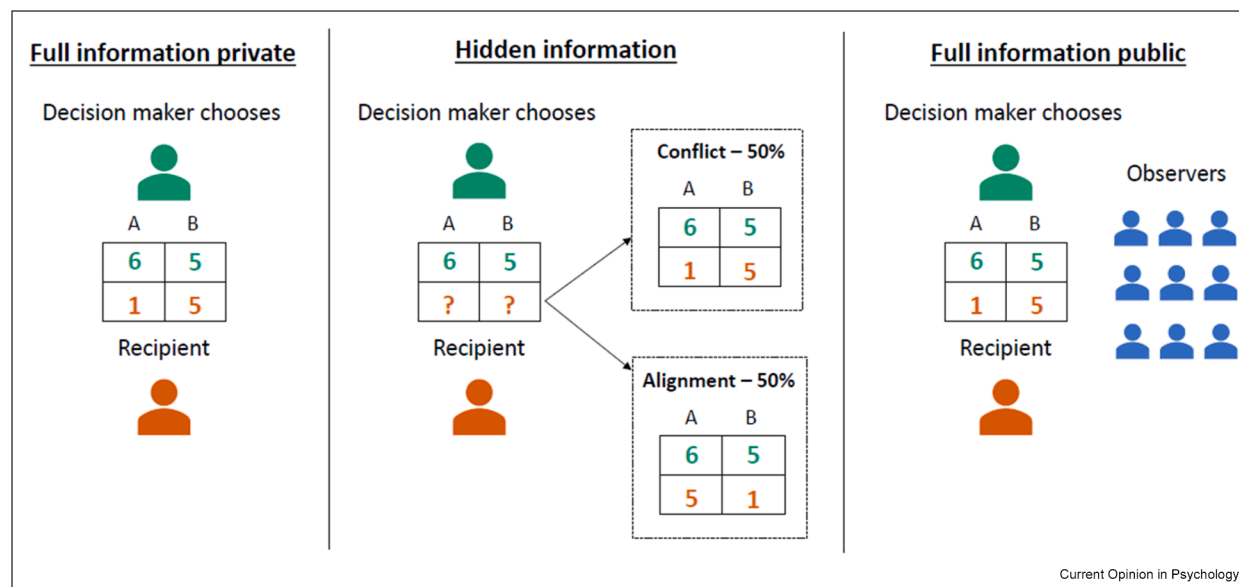 Full information private
Decision maker chooses
A B
6 5
1 5
Recipient
Hidden information
Decision maker chooses
A B
6 5
? ?
Recipient
Conflict – 50%
A B
6 5
1 5
Alignment – 50%
A B
6 5
5 1
Full information public
Decision maker chooses
A B
6 5
1 5
Recipient
Observers
Current Opinion in Psychology